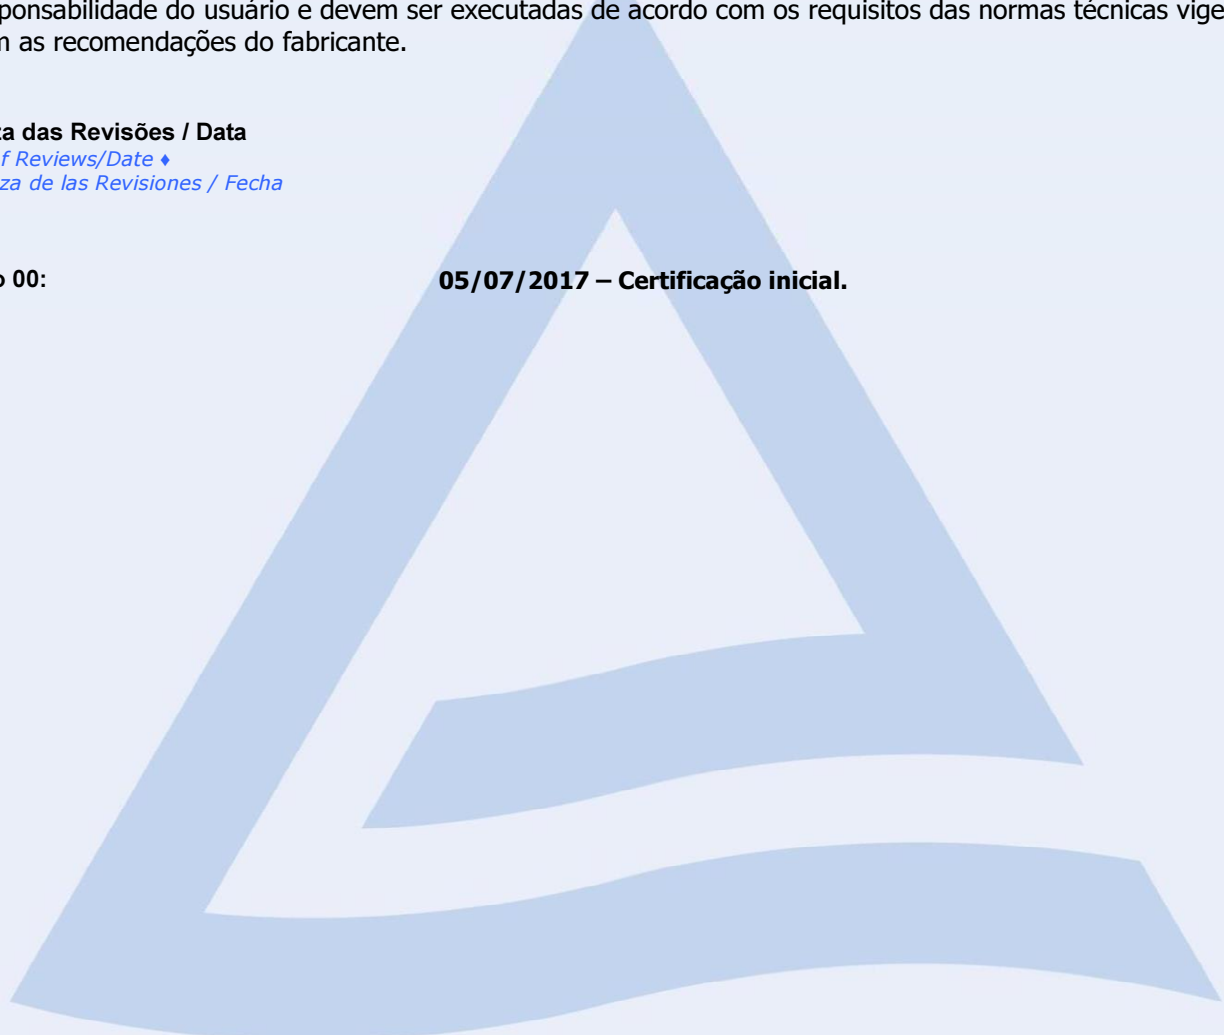 ponsabilidade do usuário e devem ser executadas de acordo com os requisitos das normas técnicas vige
m as recomendações do fabricante.
za das Revisões / Data
f Reviews/Date ♦
za de las Revisiones / Fecha
o 00: 05/07/2017 – Certificação inicial.